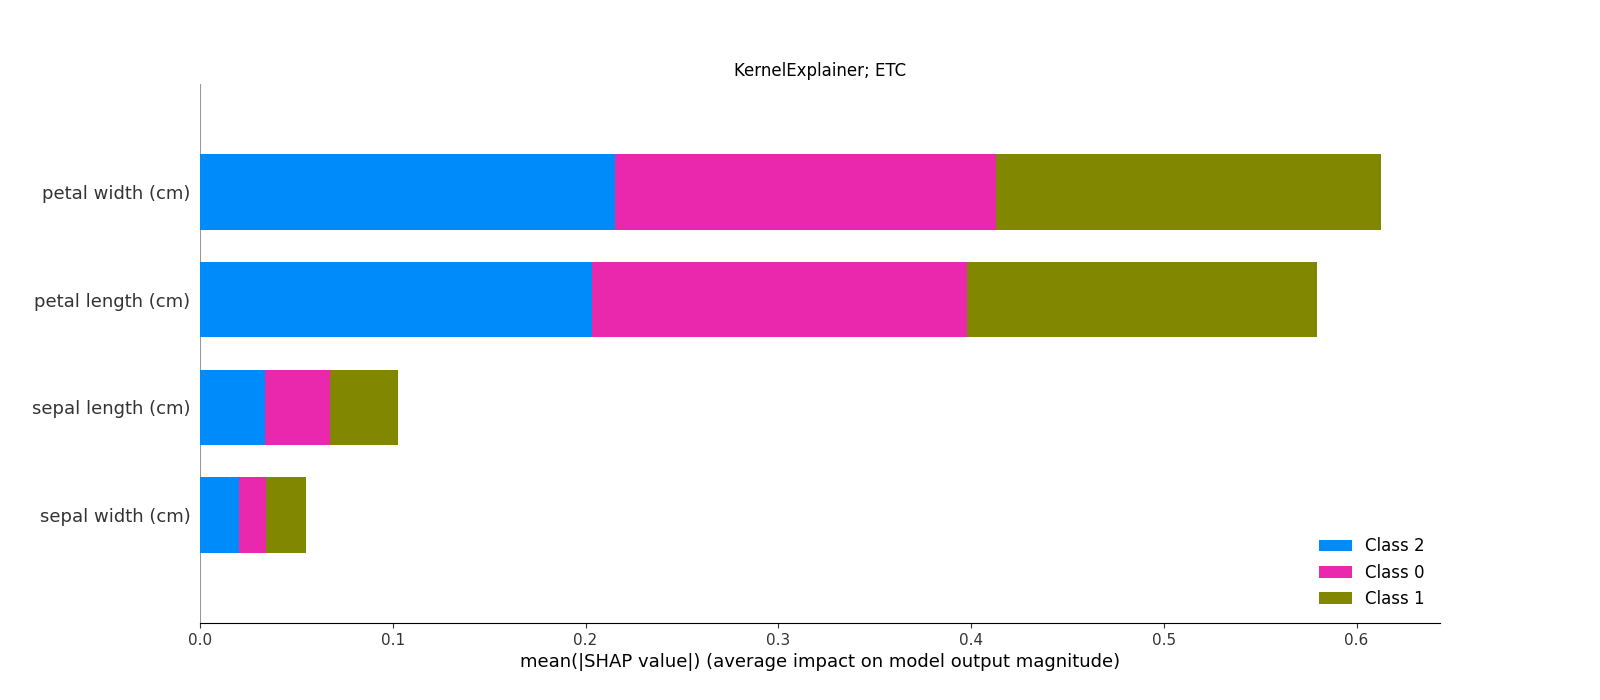 KernelExplainer; ETC
petal width (cm)
petal length (cm)
sepal length (cm)
sepal width (cm)
Class 2
Class 0
Class 1
0.0 0.1 0.2 0.3 0.4 0.5 0.6
mean(|SHAP value|) (average impact on model output magnitude)